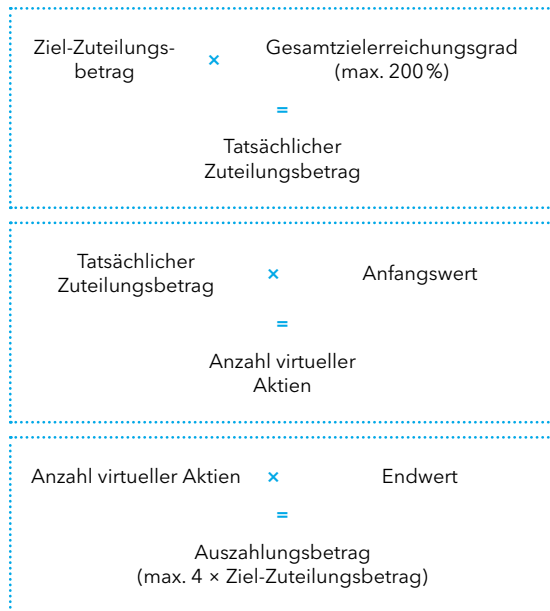 Ziel-Zuteilungs-
betrag
×
Gesamtzielerreichungsgrad
(max. 200 %)
=
Tatsächlicher
Zuteilungsbetrag
Tatsächlicher
Zuteilungsbetrag
×
Anfangswert
=
Anzahl virtueller
Aktien
Anzahl virtueller Aktien × Endwert
=
Auszahlungsbetrag
(max. 4 × Ziel-Zuteilungsbetrag)